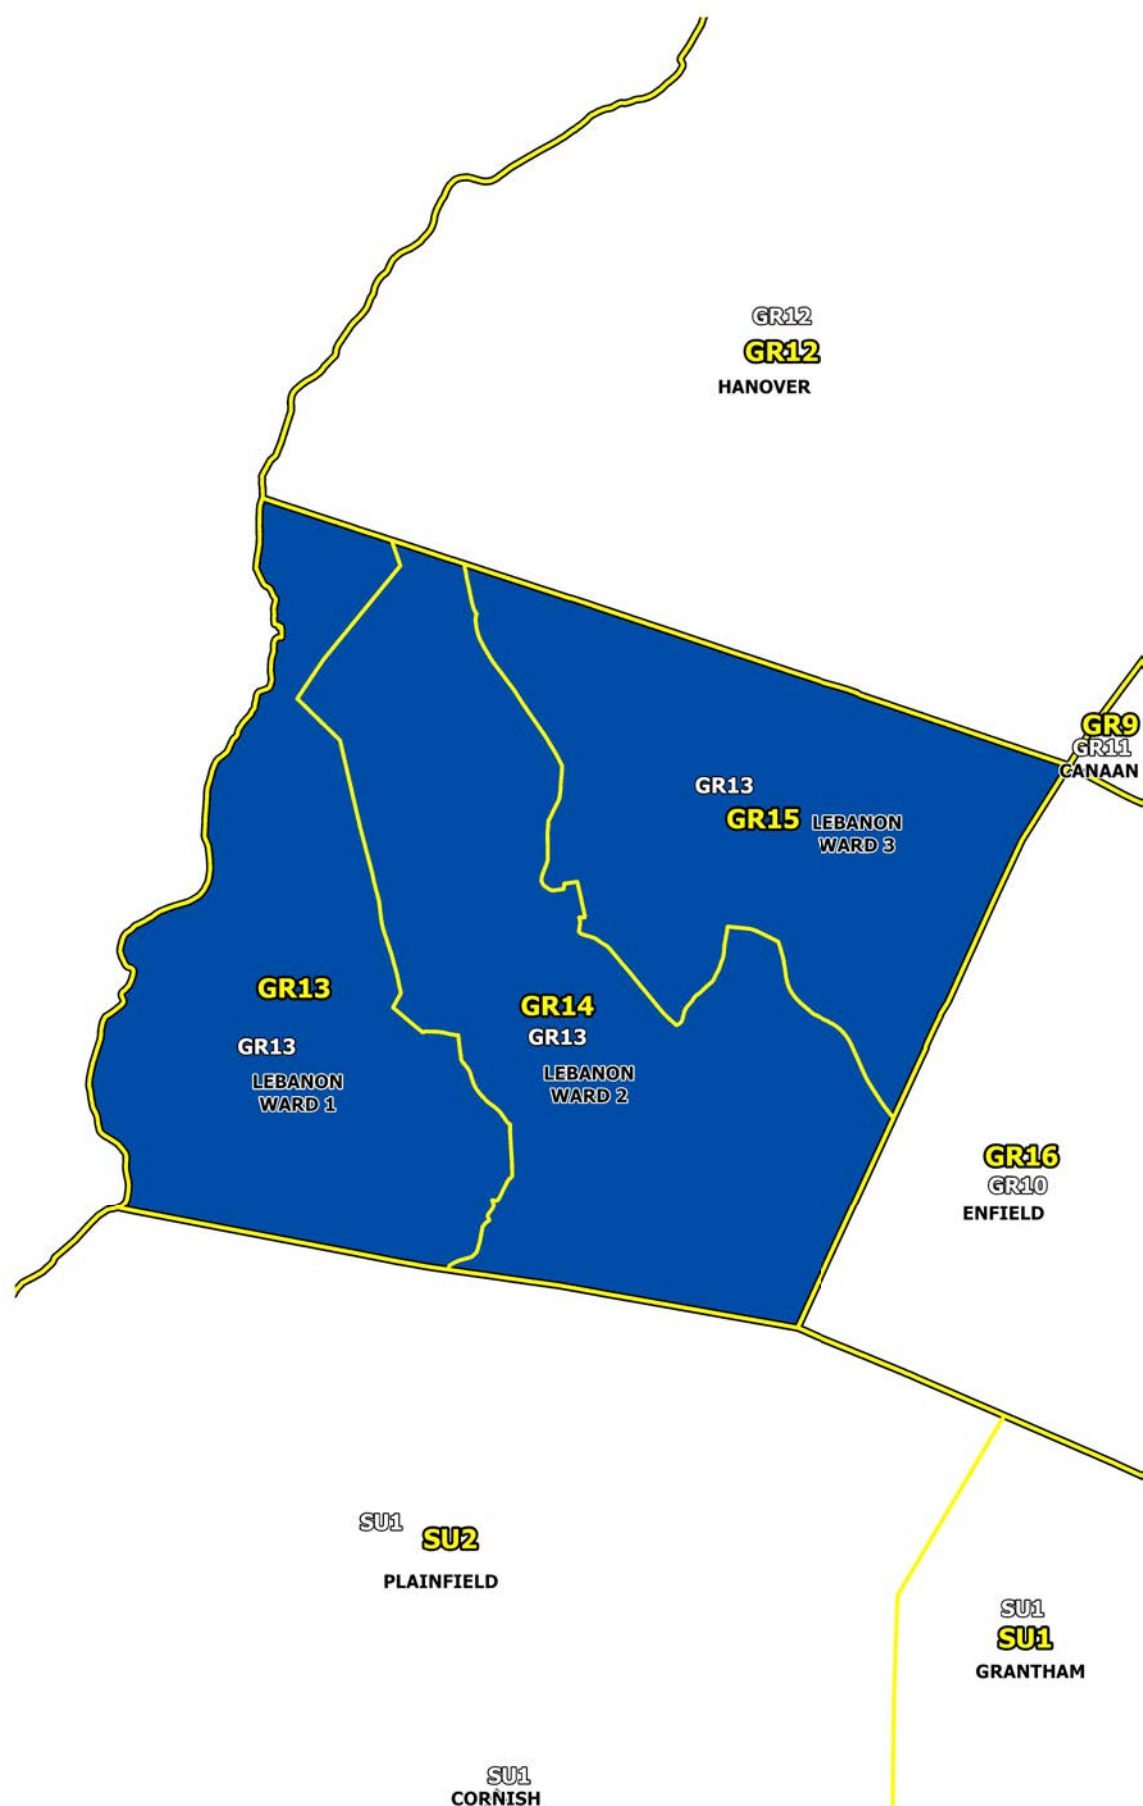 GR12
GR12
HANOVER
GR9
GR11
CANAAN
GR13
GR15
LEBANON
WARD 3
GR13
GR13
LEBANON
WARD 1
GR14
GR13
LEBANON
WARD 2
GR16
GR10
ENFIELD
SU1
SU2
PLAINFIELD
SU1
SU1
GRANTHAM
SU1
CORNISH